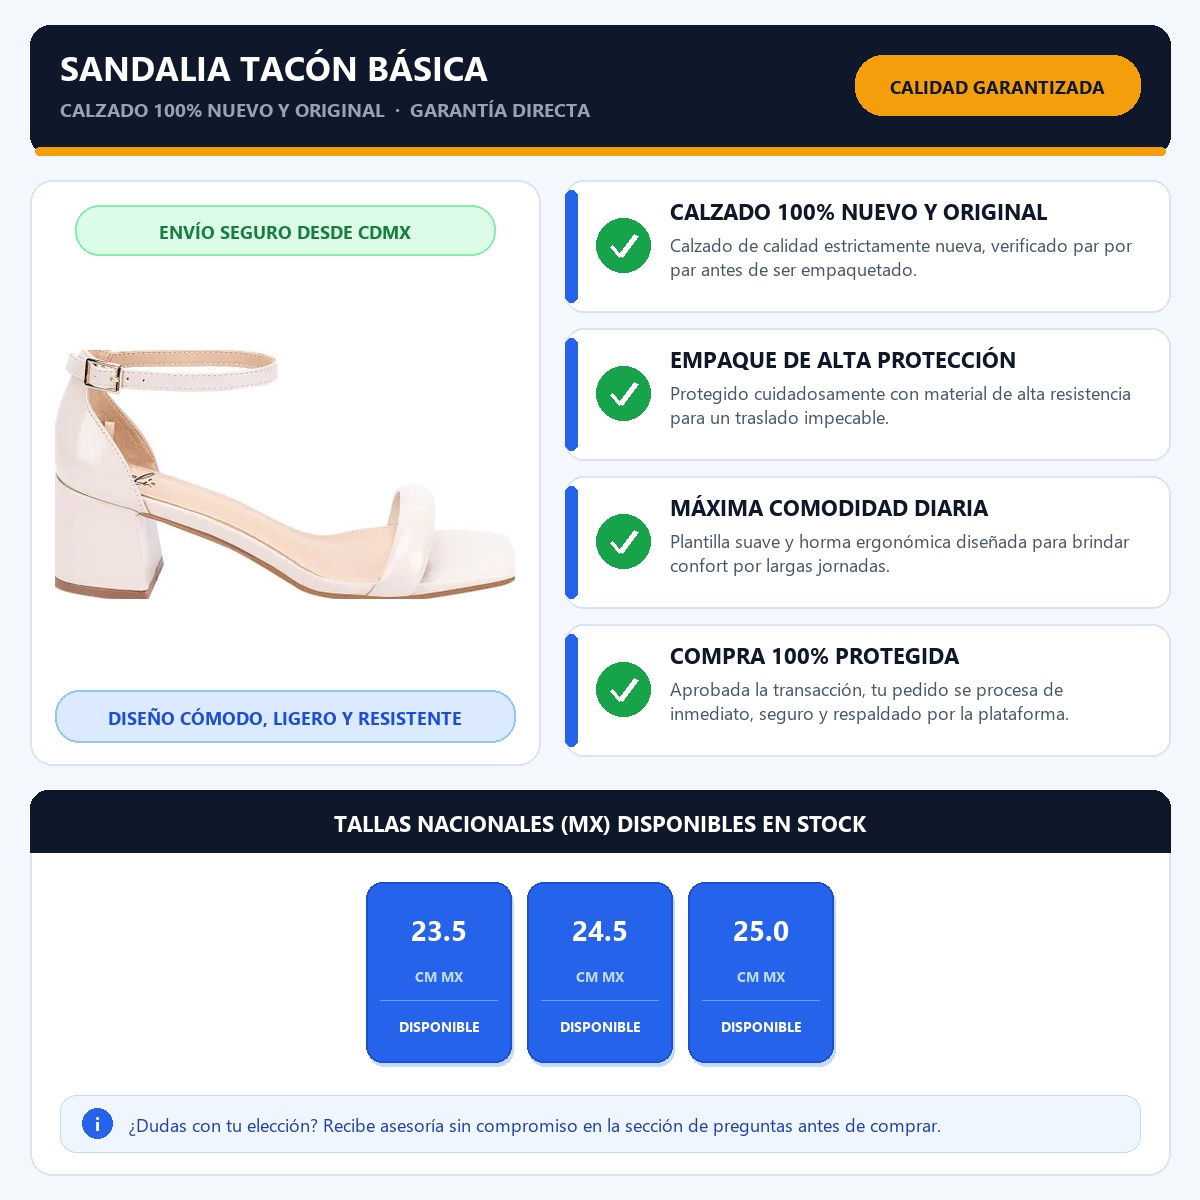 SANDALIA TACÓN BÁSICA
CALZADO 100% NUEVO Y ORIGINAL · GARANTÍA DIRECTA
CALIDAD GARANTIZADA
ENVÍO SEGURO DESDE CDMX
DISEÑO CÓMODO, LIGERO Y RESISTENTE
CALZADO 100% NUEVO Y ORIGINAL
Calzado de calidad estrictamente nueva, verificado par por
par antes de ser empaquetado.
EMPAQUE DE ALTA PROTECCIÓN
Protegido cuidadosamente con material de alta resistencia
para un traslado impecable.
MÁXIMA COMODIDAD DIARIA
Plantilla suave y horma ergonómica diseñada para brindar
confort por largas jornadas.
COMPRA 100% PROTEGIDA
Aprobada la transacción, tu pedido se procesa de
inmediato, seguro y respaldado por la plataforma.
TALLAS NACIONALES (MX) DISPONIBLES EN STOCK
23.5
CM MX
DISPONIBLE
24.5
CM MX
DISPONIBLE
25.0
CM MX
DISPONIBLE
¿Dudas con tu elección? Recibe asesoría sin compromiso en la sección de preguntas antes de comprar.